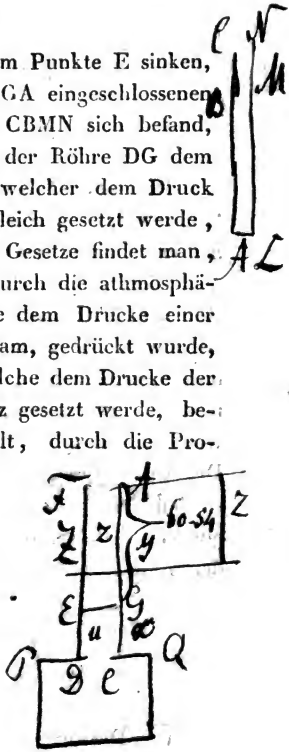 C N
m Punkte E sinken,
GA eingeschlossenen
B M
CBMN sich befand,
der Röhre DG dem
welcher dem Druck
leich gesetzt werde,
Gesetze findet man,
A L
urch die athmosphä-
e dem Drucke einer
am, gedrückt wurde,
lche dem Drucke der
z gesetzt werde, be-
lt, durch die Pro-
A
z y z
E G
u x
P D C Q